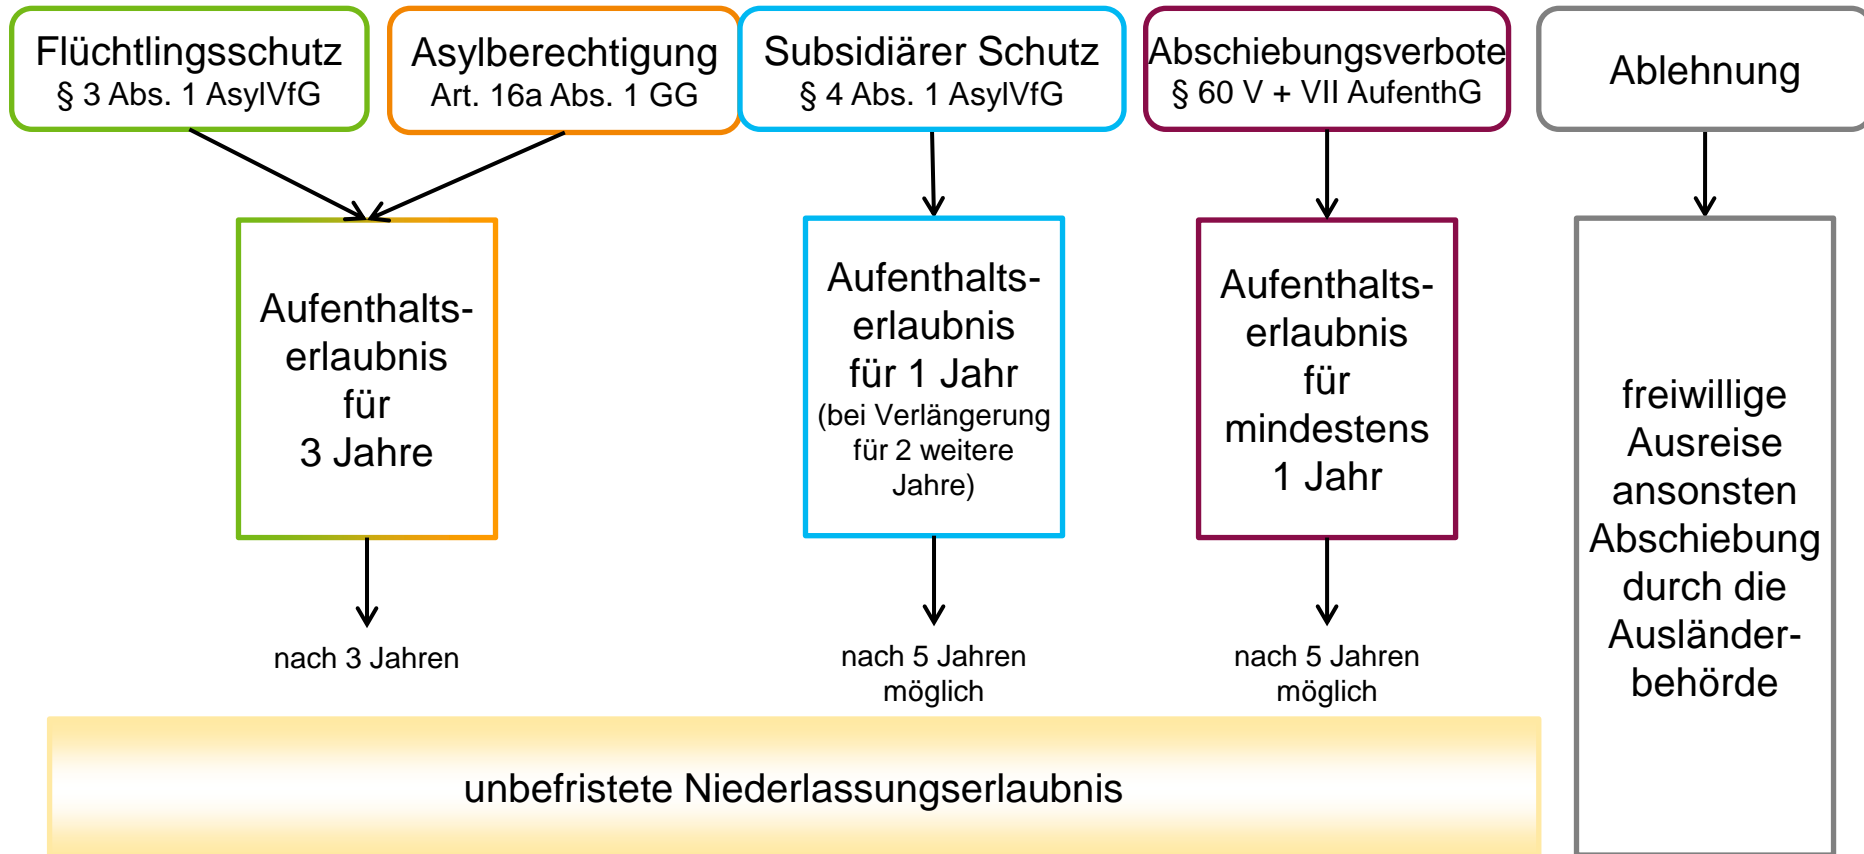 Flüchtlingsschutz
§ 3 Abs. 1 AsylVfG
Asylberechtigung
Art. 16a Abs. 1 GG
Subsidiärer Schutz
§ 4 Abs. 1 AsylVfG
Abschiebungsverbote
§ 60 V + VII AufenthG
Ablehnung
Aufenthalts-
erlaubnis
für
3 Jahre
Aufenthalts-
erlaubnis
für 1 Jahr
(bei Verlängerung
für 2 weitere
Jahre)
Aufenthalts-
erlaubnis
für
mindestens
1 Jahr
freiwillige
Ausreise
ansonsten
Abschiebung
durch die
Ausländer-
behörde
nach 3 Jahren
nach 5 Jahren
möglich
nach 5 Jahren
möglich
unbefristete Niederlassungserlaubnis